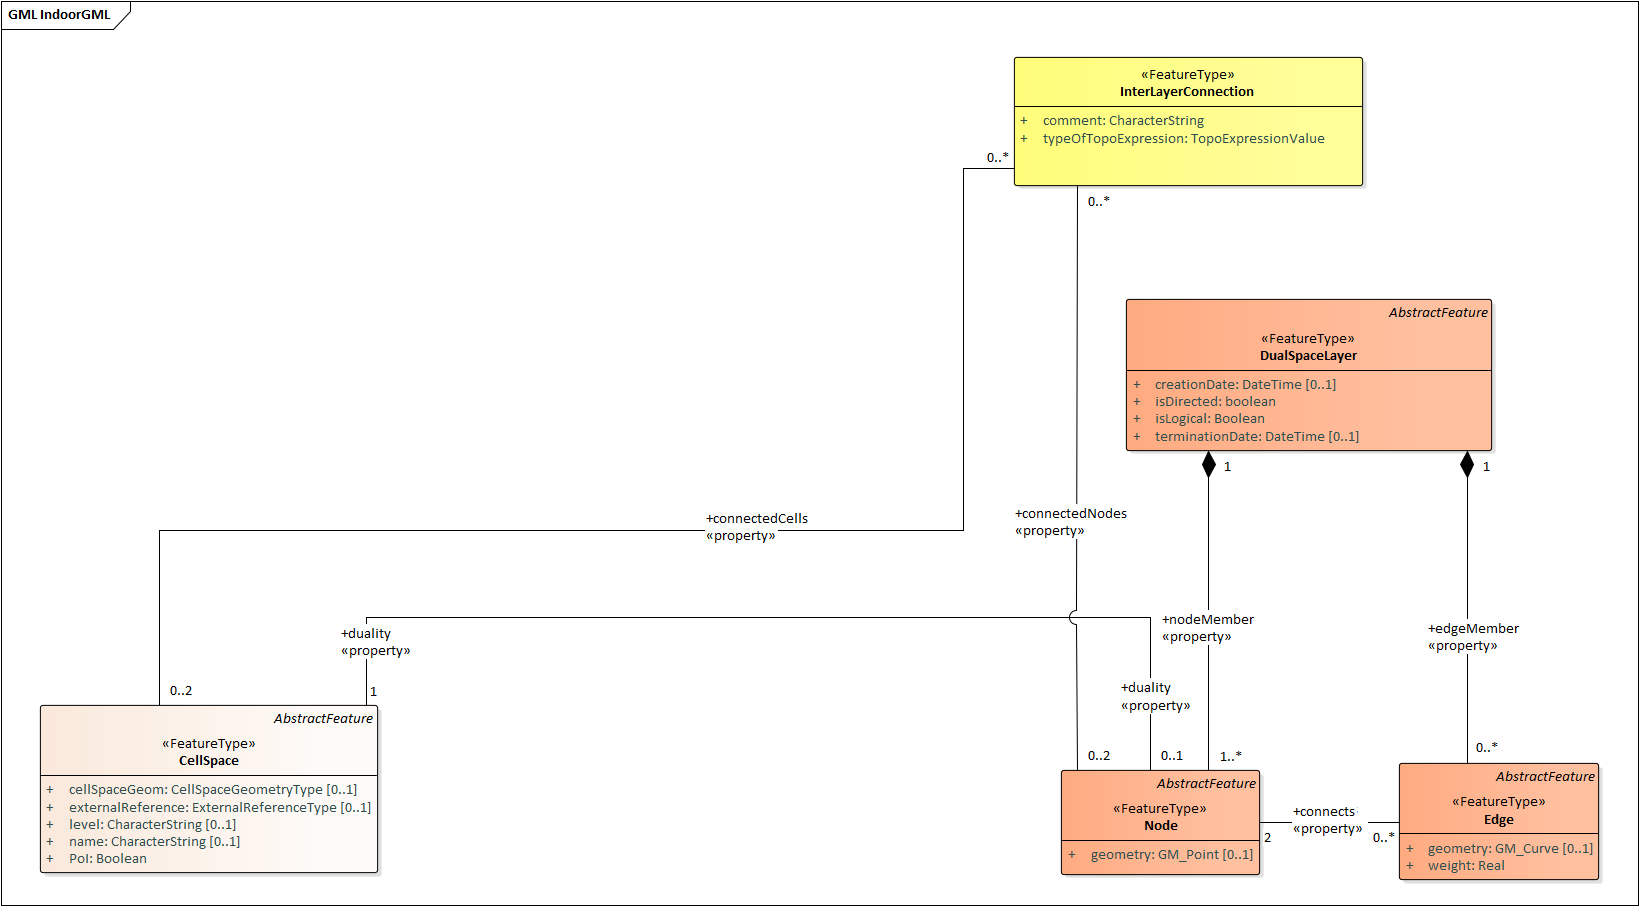 GML IndoorGML
«FeatureType»
InterLayerConnection
+ comment: CharacterString
+ typeOfTopoExpression: TopoExpressionValue
0..*
0..*
AbstractFeature
«FeatureType»
DualSpaceLayer
+ creationDate: DateTime [0..1]
+ isDirected: boolean
+ isLogical: Boolean
+ terminationDate: DateTime [0..1]
1
1
+connectedCells
«property»
+connectedNodes
«property»
+duality
«property»
+nodeMember
«property»
+edgeMember
«property»
+duality
«property»
0..2
1
AbstractFeature
«FeatureType»
CellSpace
+ cellSpaceGeom: CellSpaceGeometryType [0..1]
+ externalReference: ExternalReferenceType [0..1]
+ level: CharacterString [0..1]
+ name: CharacterString [0..1]
+ PoI: Boolean
0..2
0..1
1..*
0..*
AbstractFeature
«FeatureType»
Node
+ geometry: GM_Point [0..1]
+connects
«property»
2
0..*
AbstractFeature
«FeatureType»
Edge
+ geometry: GM_Curve [0..1]
+ weight: Real